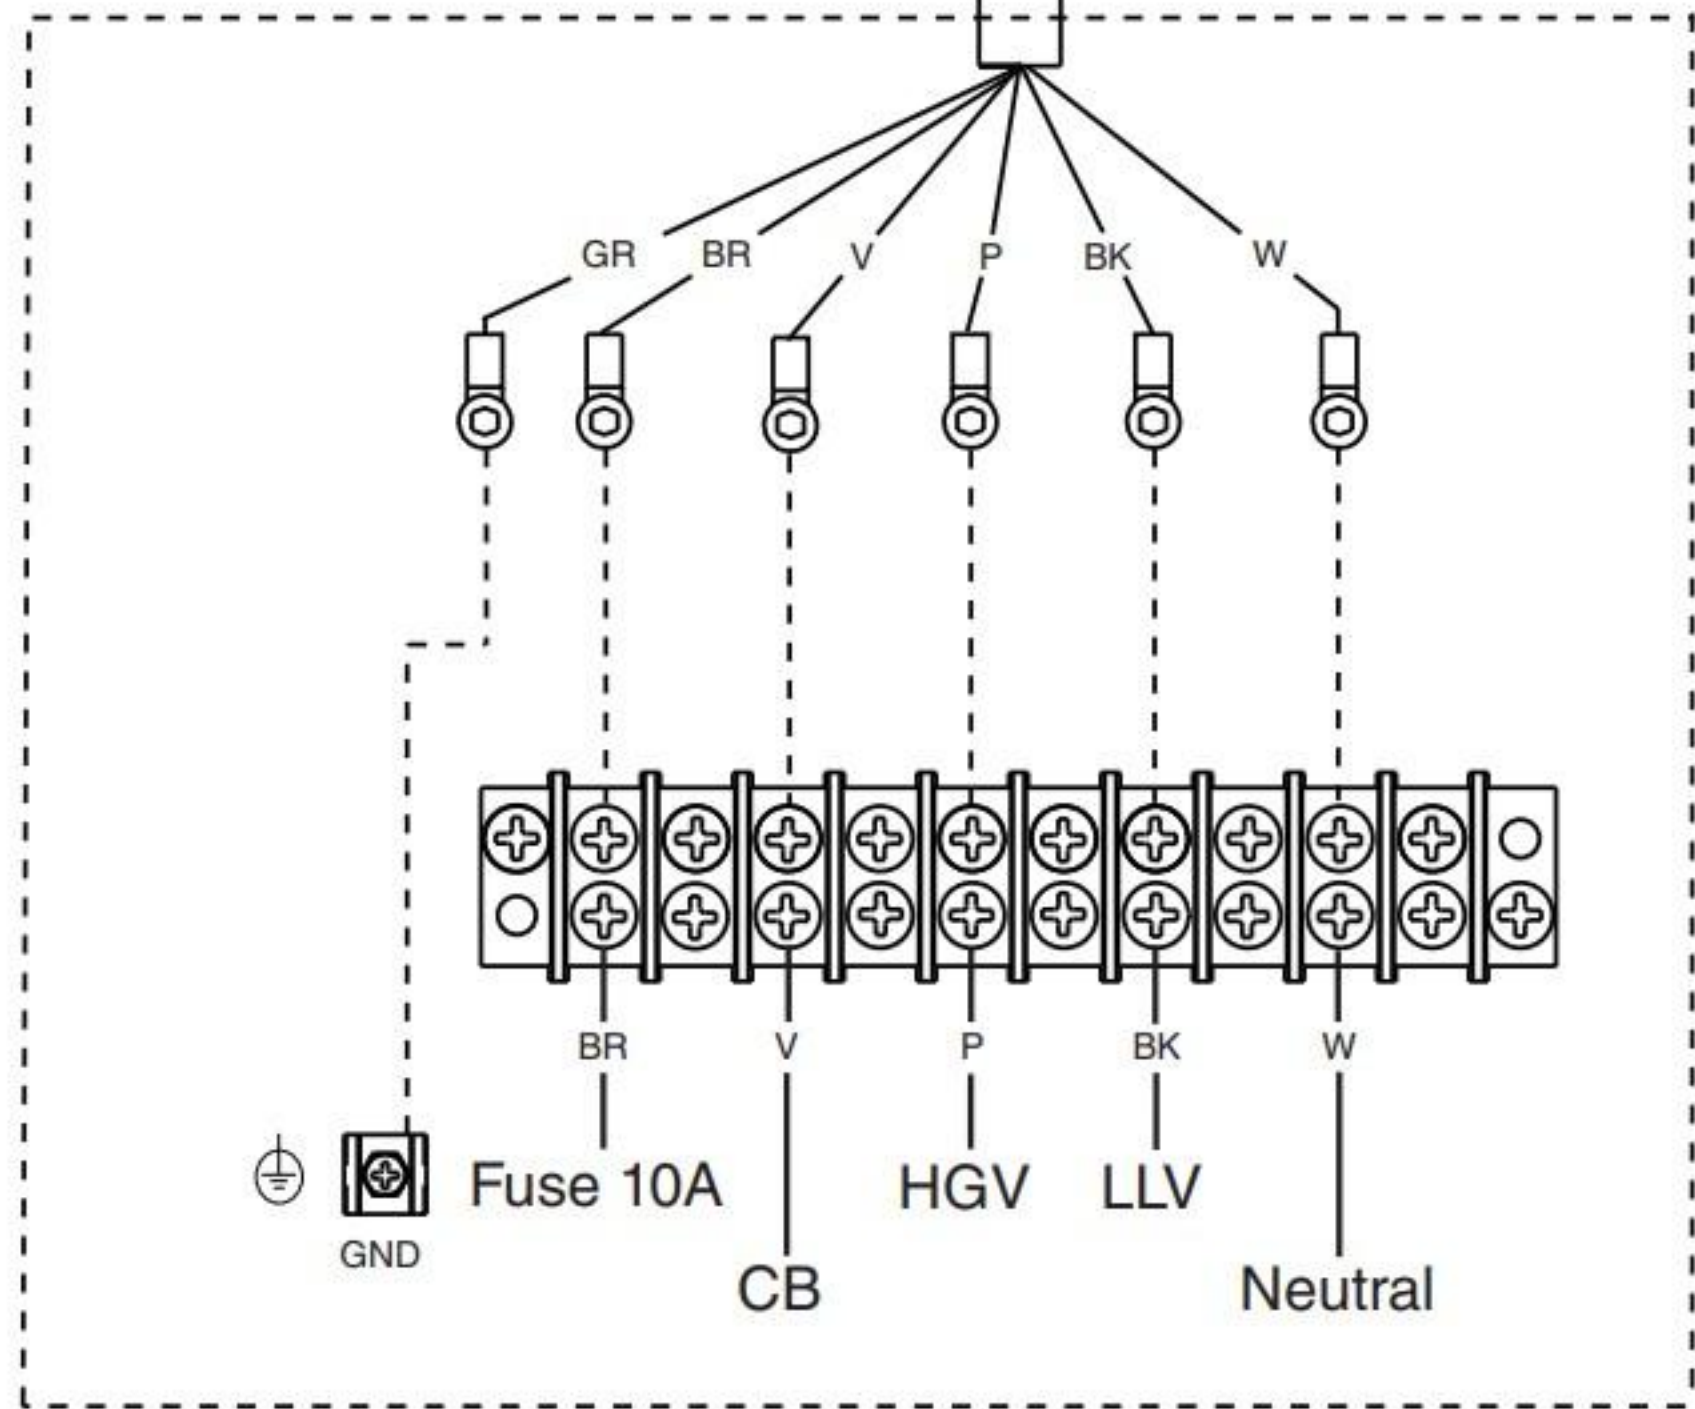 GR BR V P BK W
BR V P BK W
Fuse 10A HGV LLV
GND
CB Neutral